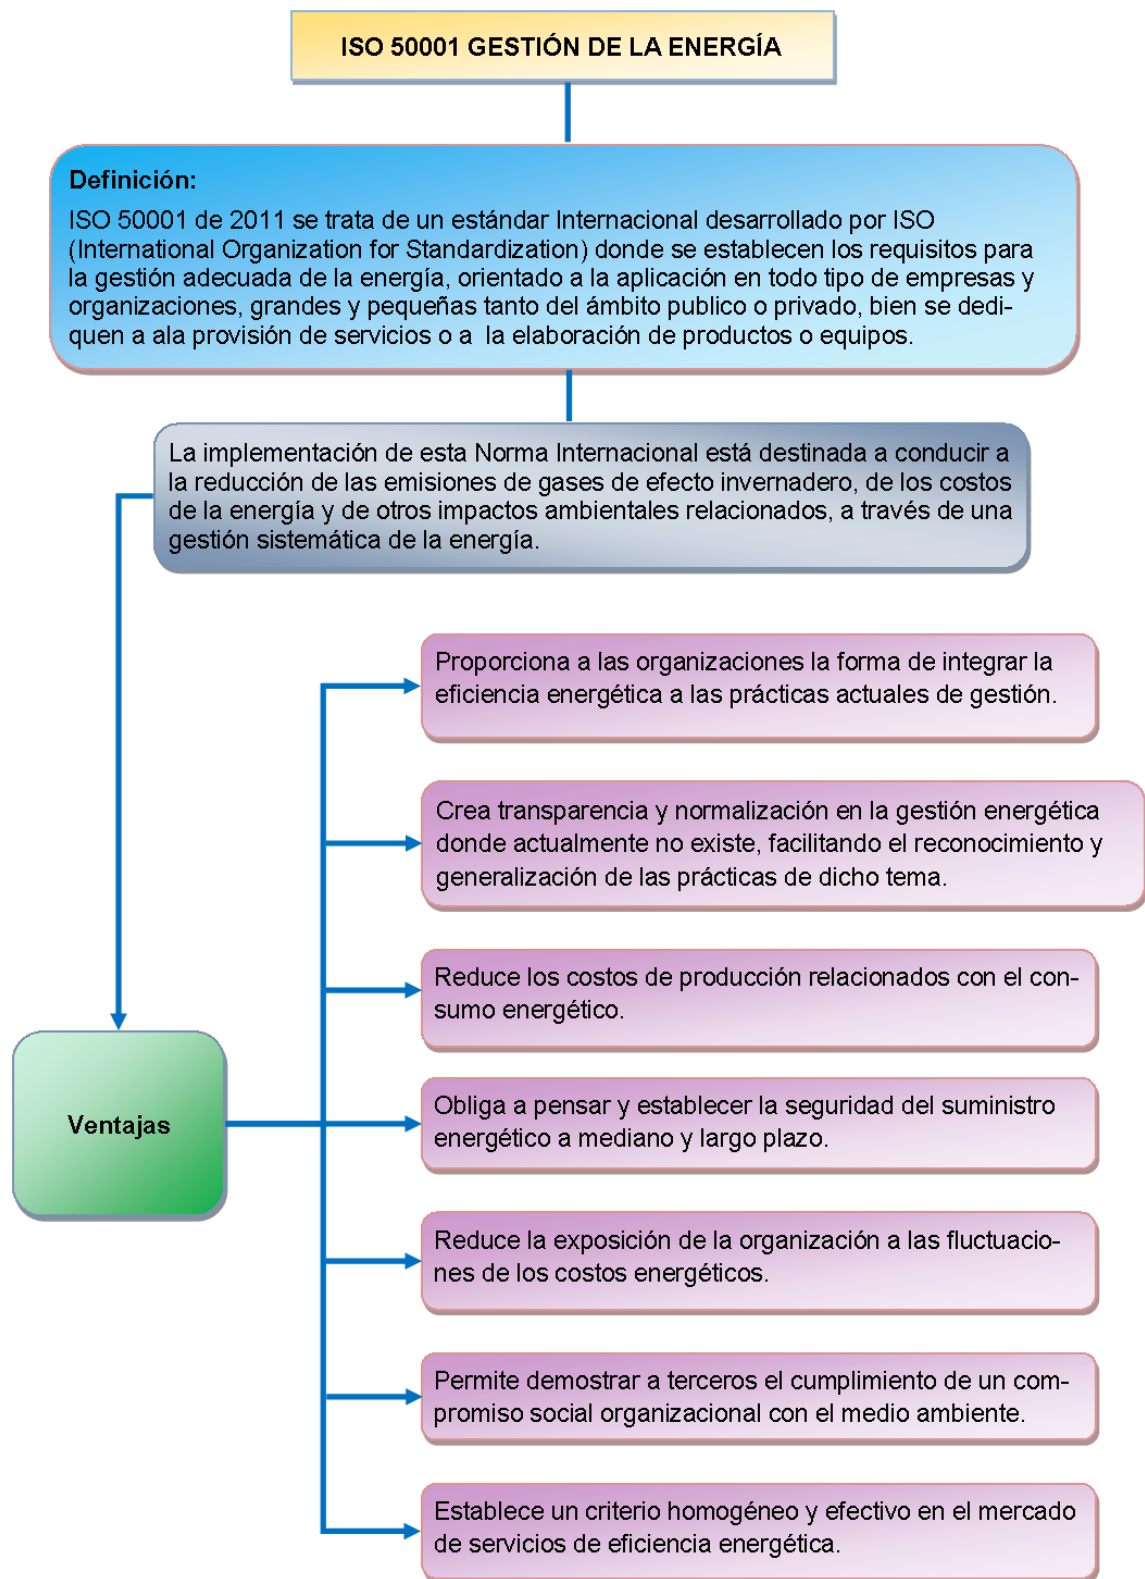 ISO 50001 GESTIÓN DE LA ENERGÍA
Definición:
ISO 50001 de 2011 se trata de un estándar Internacional desarrollado por ISO
(International Organization for Standardization) donde se establecen los requisitos para
la gestión adecuada de la energía, orientado a la aplicación en todo tipo de empresas y
organizaciones, grandes y pequeñas tanto del ámbito publico o privado, bien se dedi-
quen a ala provisión de servicios o a  la elaboración de productos o equipos.
La implementación de esta Norma Internacional está destinada a conducir a
la reducción de las emisiones de gases de efecto invernadero, de los costos
de la energía y de otros impactos ambientales relacionados, a través de una
gestión sistemática de la energía.
Ventajas
Proporciona a las organizaciones la forma de integrar la
eficiencia energética a las prácticas actuales de gestión.
Crea transparencia y normalización en la gestión energética
donde actualmente no existe, facilitando el reconocimiento y
generalización de las prácticas de dicho tema.
Reduce los costos de producción relacionados con el con-
sumo energético.
Obliga a pensar y establecer la seguridad del suministro
energético a mediano y largo plazo.
Reduce la exposición de la organización a las fluctuacio-
nes de los costos energéticos.
Permite demostrar a terceros el cumplimiento de un com-
promiso social organizacional con el medio ambiente.
Establece un criterio homogéneo y efectivo en el mercado
de servicios de eficiencia energética.